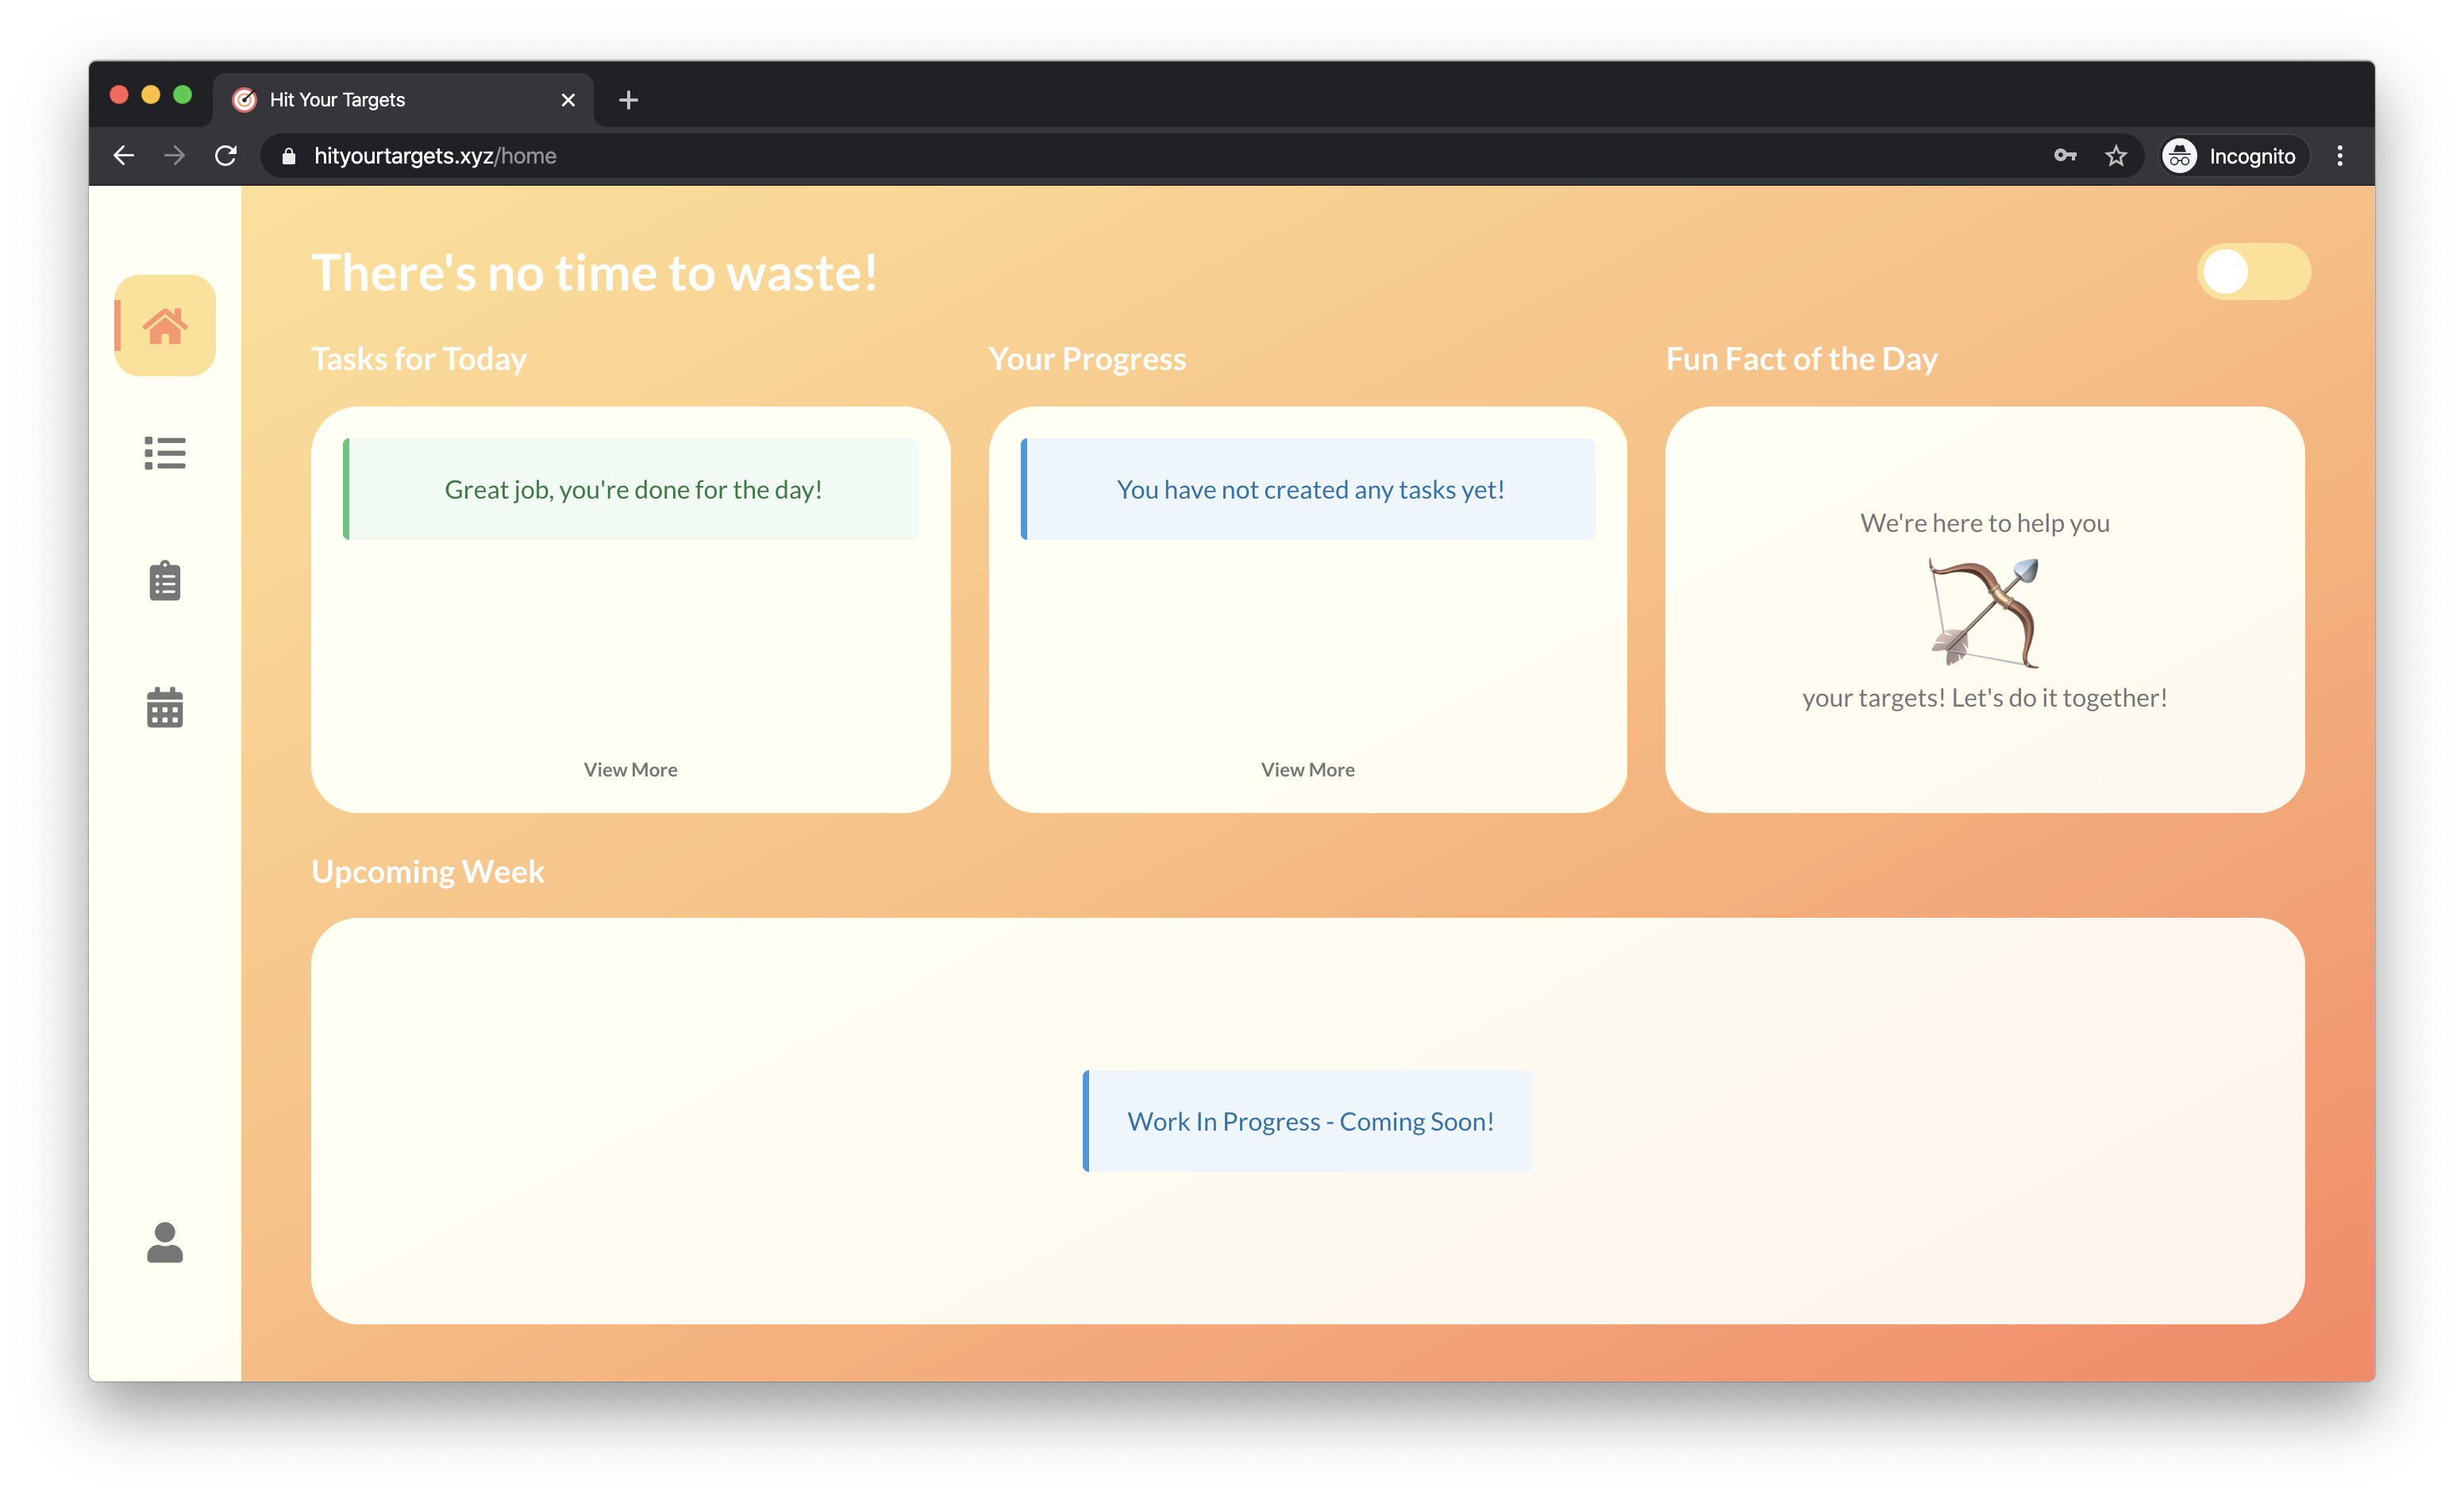 Hit Your Targets
hityourtargets.xyz/home
Incognito
There's no time to waste!
Tasks for Today
Great job, you're done for the day!
View More
Your Progress
You have not created any tasks yet!
View More
Fun Fact of the Day
We're here to help you
your targets! Let's do it together!
Upcoming Week
Work In Progress - Coming Soon!